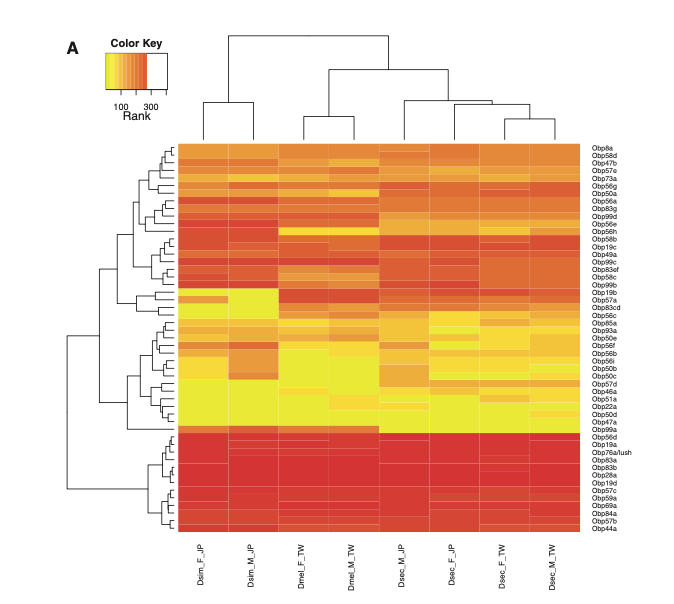 A
Color Key
100 300
Rank
Obp8a
Obp58d
Obp47b
Obp57e
Obp73a
Obp56g
Obp50a
Obp56a
Obp83g
Obp99d
Obp56e
Obp56h
Obp58b
Obp19c
Obp49a
Obp99c
Obp83ef
Obp58c
Obp99b
Obp19b
Obp57a
Obp83cd
Obp56c
Obp85a
Obp93a
Obp50e
Obp56f
Obp56b
Obp56i
Obp50b
Obp50c
Obp57d
Obp46a
Obp51a
Obp22a
Obp50d
Obp47a
Obp99a
Obp56d
Obp19a
Obp76a/lush
Obp83a
Obp83b
Obp28a
Obp19d
Obp57c
Obp59a
Obp69a
Obp84a
Obp57b
Obp44a
Dsim_F_JP
Dsim_M_JP
Dmel_F_TW
Dmel_M_TW
Dsec_M_JP
Dsec_F_JP
Dsec_F_TW
Dsec_M_TW